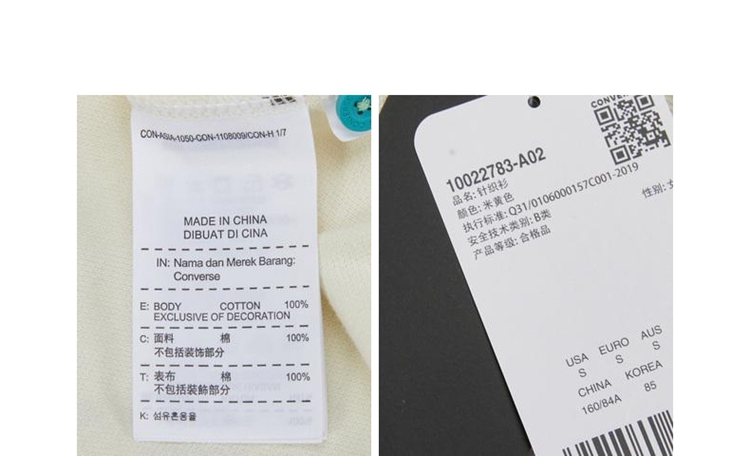 CON-ASIA-1050-CON-1108009/CON-H 1/7
MADE IN CHINA
DIBUAT DI CINA
IN: Nama dan Merek Barang:
Converse
E: BODY COTTON 100%
EXCLUSIVE OF DECORATION
C: 面料 棉 100%
不包括装饰部分
T: 表布 棉 100%
不包括裝飾部分
K: 섬유혼용율
10022783-A02
品名: 针织衫
颜色: 米黄色
执行标准: Q31/0106000157C001-2019
安全技术类别: B类
性别:
产品等级: 合格品
USA EURO AUS
S S S
CHINA KOREA
160/84A 85